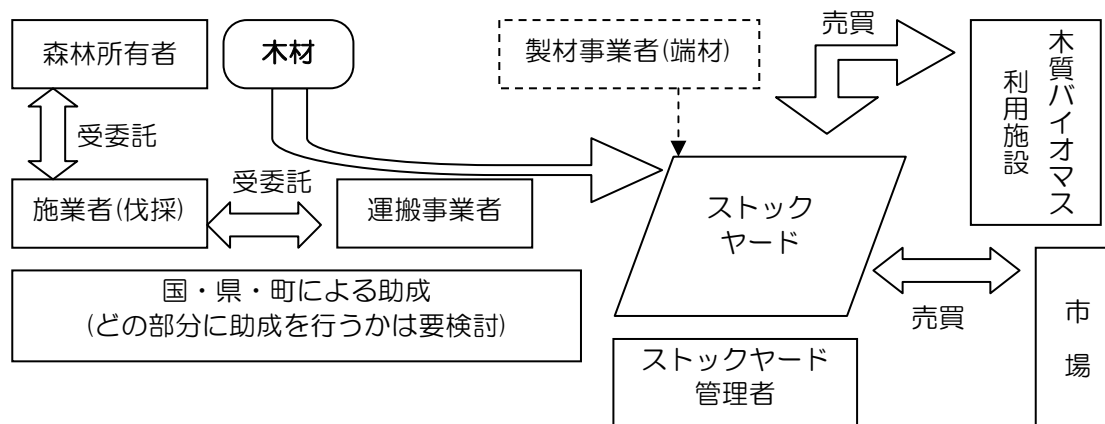 森林所有者
木材
製材事業者(端材)
売買
木質バイオマス
利用施設
受委託
施業者(伐採)
受委託
運搬事業者
ストック
ヤード
国・県・町による助成
(どの部分に助成を行うかは要検討)
売買
市
場
ストックヤード
管理者